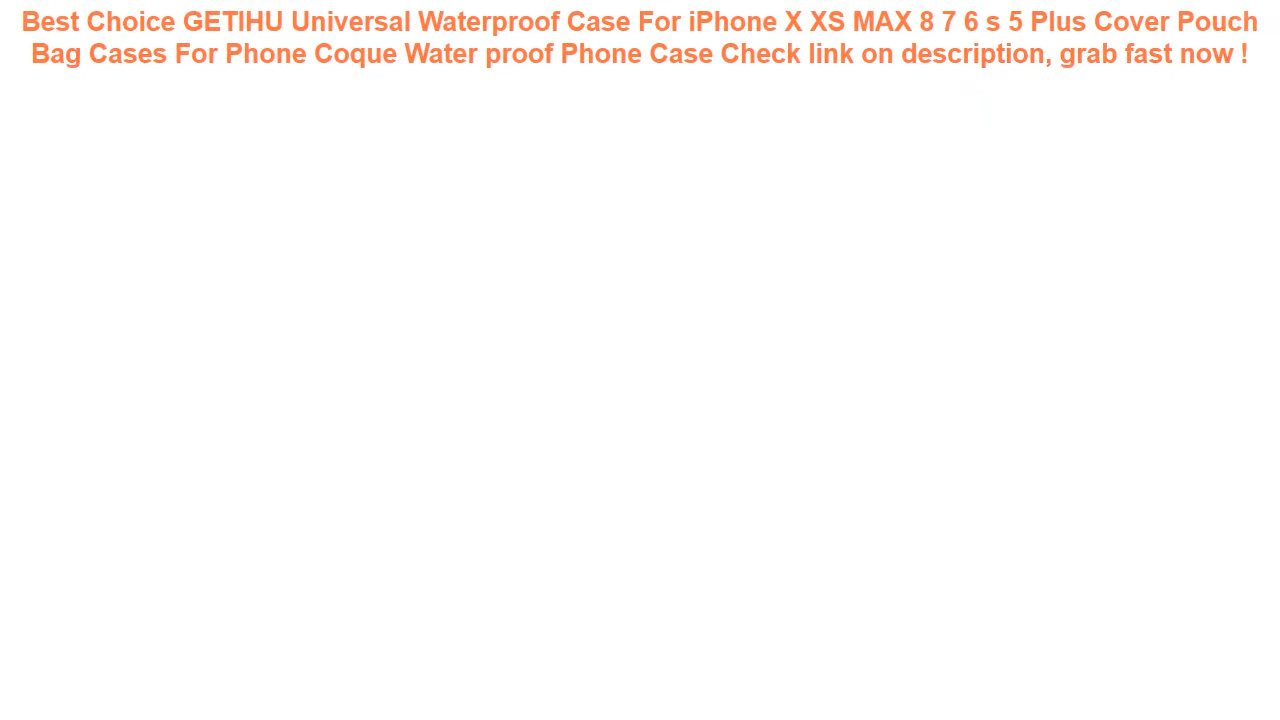 Best Choice GETIHU Universal Waterproof Case For iPhone X XS MAX 8 7 6 s 5 Plus Cover Pouch
Bag Cases For Phone Coque Water proof Phone Case Check link on description, grab fast now !